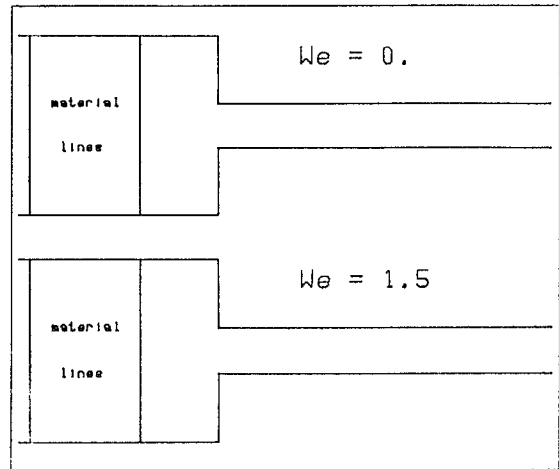 We = 0.
material
lines
We = 1.5
material
lines